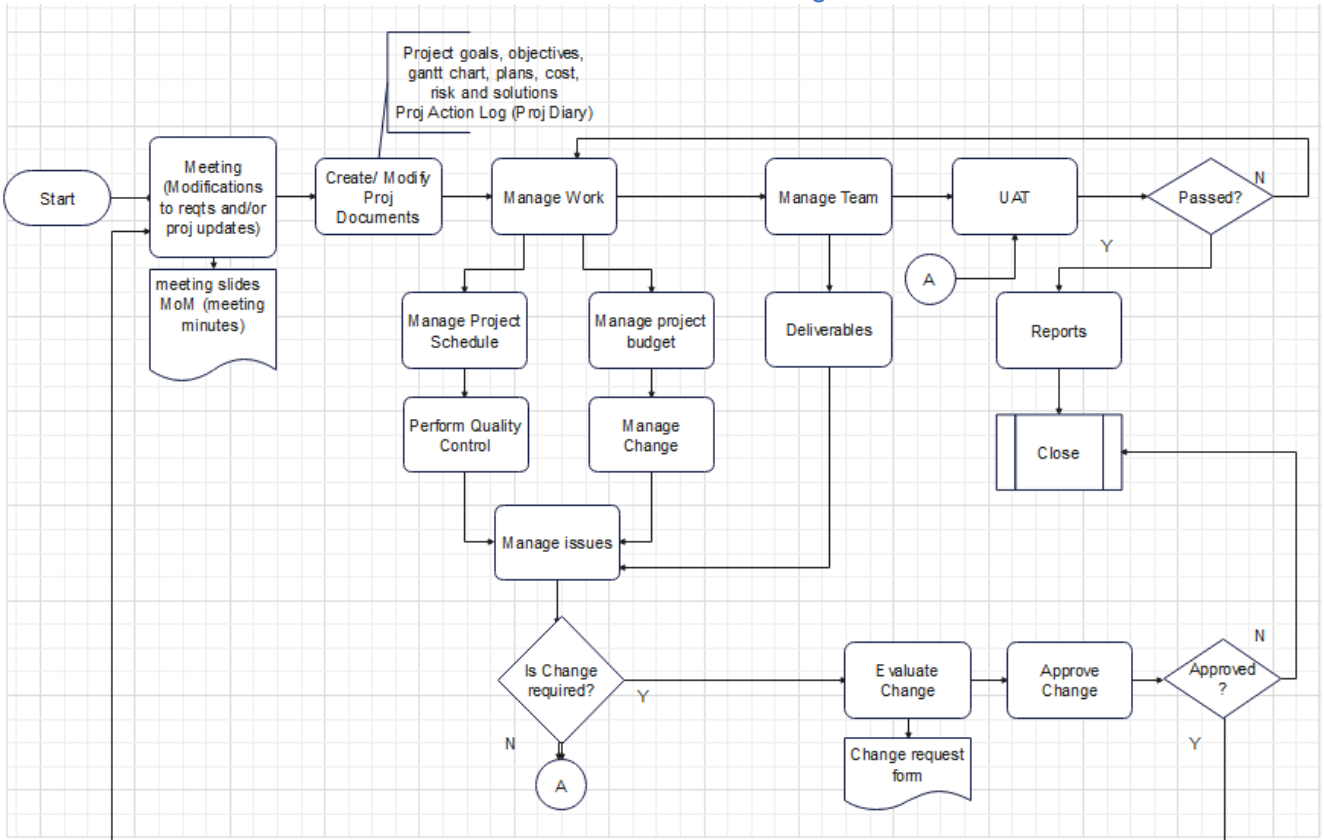 Project goals, objectives,
gantt chart, plans, cost,
risk and solutions
Proj Action Log (Proj Diary)
Start
Meeting
(Modifications
to reqts and/or
proj updates)
Create/ Modify
Proj
Documents
Manage Work
Manage Team
UAT
Passed?
N
Y
meeting slides
MoM (meeting
minutes)
A
Manage Project
Schedule
Manage project
budget
Deliverables
Reports
Perform Quality
Control
Manage
Change
Close
Manage issues
Is Change
required?
Y
N
A
Evaluate
Change
Approve
Change
Approved
?
N
Y
Change request
form